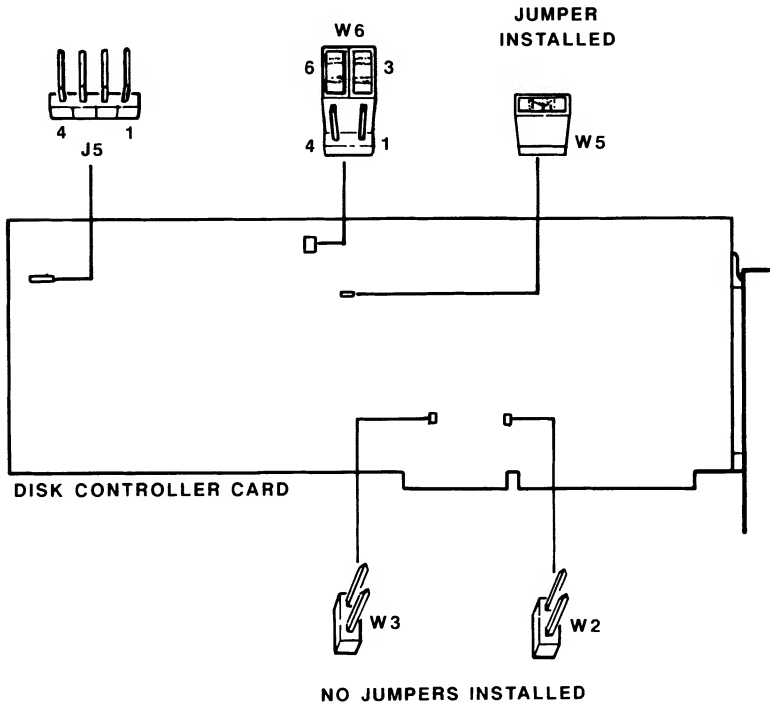 JUMPER
INSTALLED
W6
6 3
4 1
4 1
J5
W5
DISK CONTROLLER CARD
W3
W2
NO JUMPERS INSTALLED